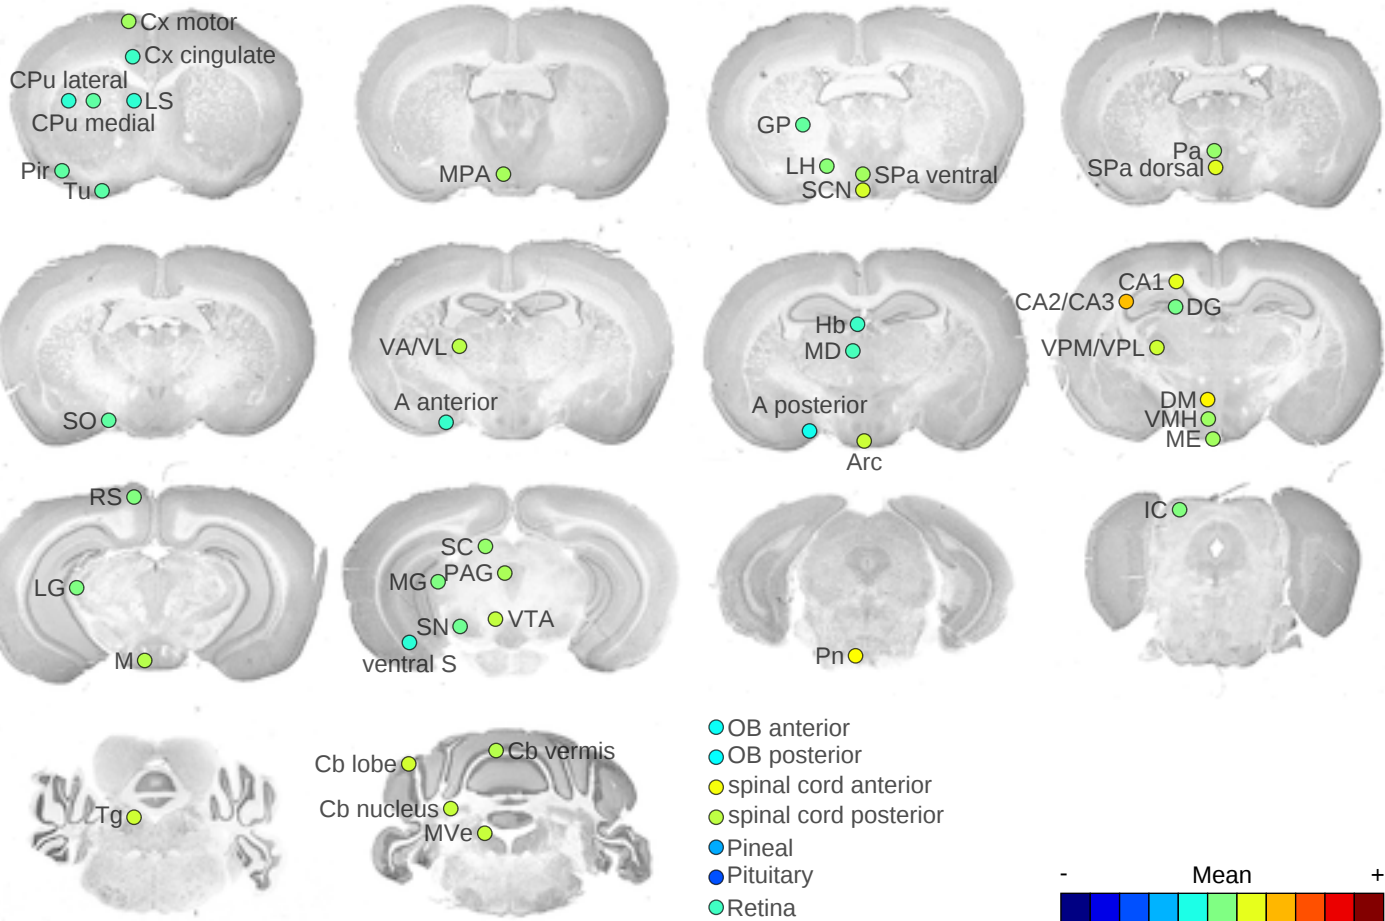 Cx motor
Cx cingulate
CPu lateral
LS
CPu medial
Pir
Tu
MPA
GP
LH
SPa ventral
SCN
Pa
SPa dorsal
SO
VA/VL
A anterior
Hb
MD
A posterior
Arc
CA1
CA2/CA3
DG
VPM/VPL
DM
VMH
ME
RS
LG
M
SC
PAG
MG
VTA
SN
ventral S
Pn
IC
Tg
Cb vermis
Cb lobe
Cb nucleus
MVe
OB anterior
OB posterior
spinal cord anterior
spinal cord posterior
Pineal
Pituitary
Retina
- Mean +